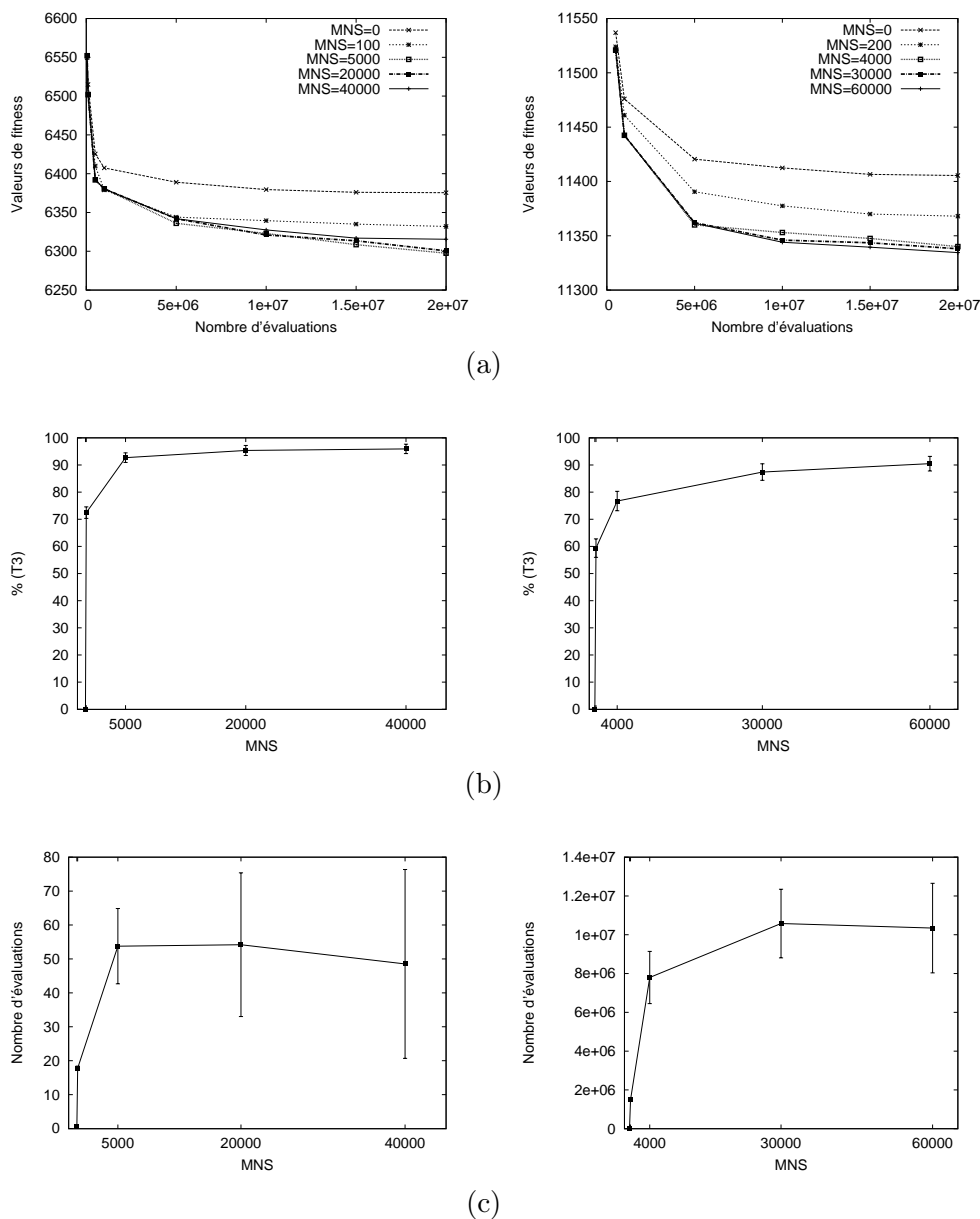 6600
6550
6500
6450
6400
6350
6300
6250
Valeurs de fitness
MNS=0
MNS=100
MNS=5000
MNS=20000
MNS=40000
0 5e+06 1e+07 1.5e+07 2e+07
Nombre d'évaluations
11550
11500
11450
11400
11350
11300
Valeurs de fitness
MNS=0
MNS=200
MNS=4000
MNS=30000
MNS=60000
0 5e+06 1e+07 1.5e+07 2e+07
Nombre d'évaluations
(a)
100
90
80
70
60
50
40
30
20
10
0
% (T3)
5000 20000 40000
MNS
100
90
80
70
60
50
40
30
20
10
0
% (T3)
4000 30000 60000
MNS
(b)
80
70
60
50
40
30
20
10
0
Nombre d'évaluations
5000 20000 40000
MNS
1.4e+07
1.2e+07
1e+07
8e+06
6e+06
4e+06
2e+06
0
Nombre d'évaluations
4000 30000 60000
MNS
(c)